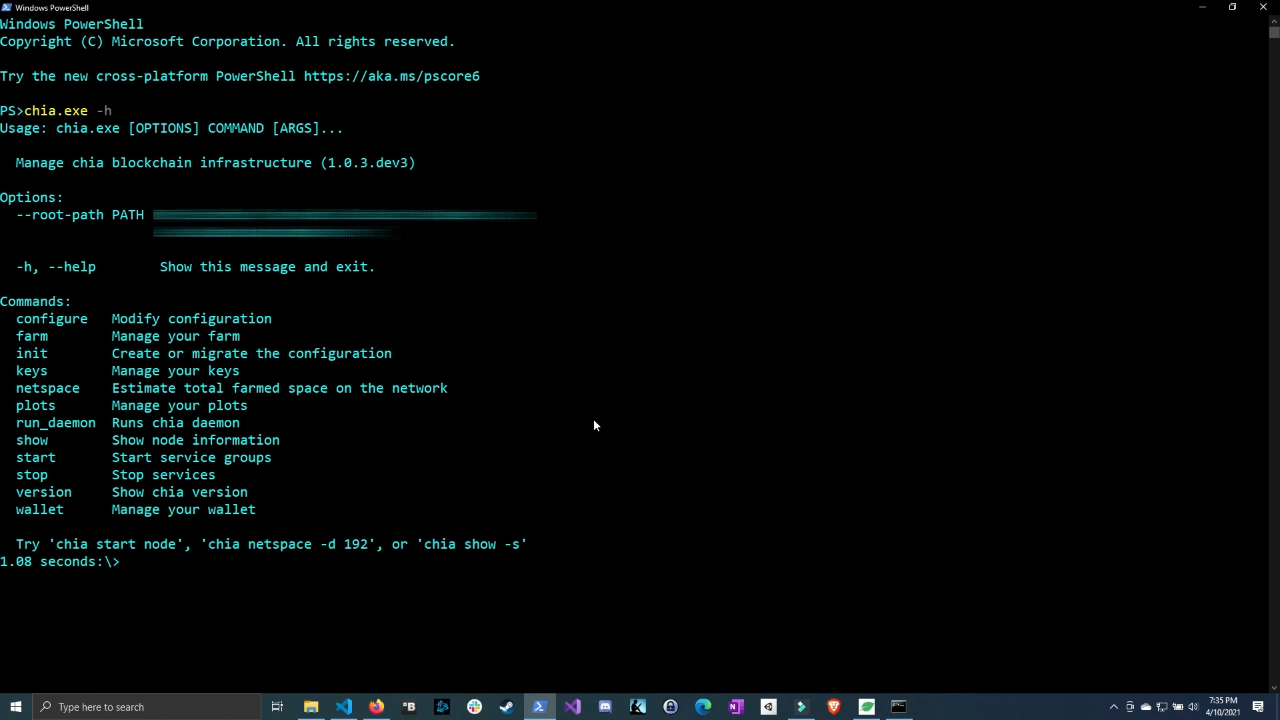 Windows PowerShell
Windows PowerShell
Copyright (C) Microsoft Corporation. All rights reserved.
Try the new cross-platform PowerShell https://aka.ms/pscore6
PS>chia.exe -h
Usage: chia.exe [OPTIONS] COMMAND [ARGS]...
Manage chia blockchain infrastructure (1.0.3.dev3)
Options:
--root-path PATH
-h, --help Show this message and exit.
Commands:
configure Modify configuration
farm Manage your farm
init Create or migrate the configuration
keys Manage your keys
netspace Estimate total farmed space on the network
plots Manage your plots
run_daemon Runs chia daemon
show Show node information
start Start service groups
stop Stop services
version Show chia version
wallet Manage your wallet
Try 'chia start node', 'chia netspace -d 192', or 'chia show -s'
1.08 seconds:\>
Type here to search
7:35 PM
4/10/2021